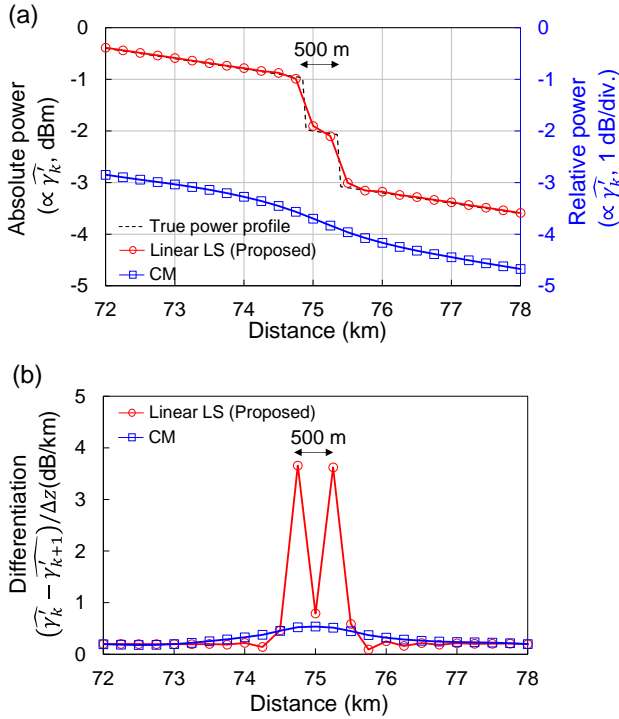 (a)
0
-1
-2
-3
-4
-5
Absolute power
(∝ γ̂′ₖ, dBm)
500 m
0
-1
-2
-3
-4
-5
Relative power
(∝ γ̂′ₖ, 1 dB/div.)
True power profile
Linear LS (Proposed)
CM
72 73 74 75 76 77 78
Distance (km)
(b)
5
4
3
2
1
0
Differentiation
(γ̂′ₖ − γ̂′ₖ₊₁)/Δz(dB/km)
Linear LS (Proposed)
CM
500 m
72 73 74 75 76 77 78
Distance (km)